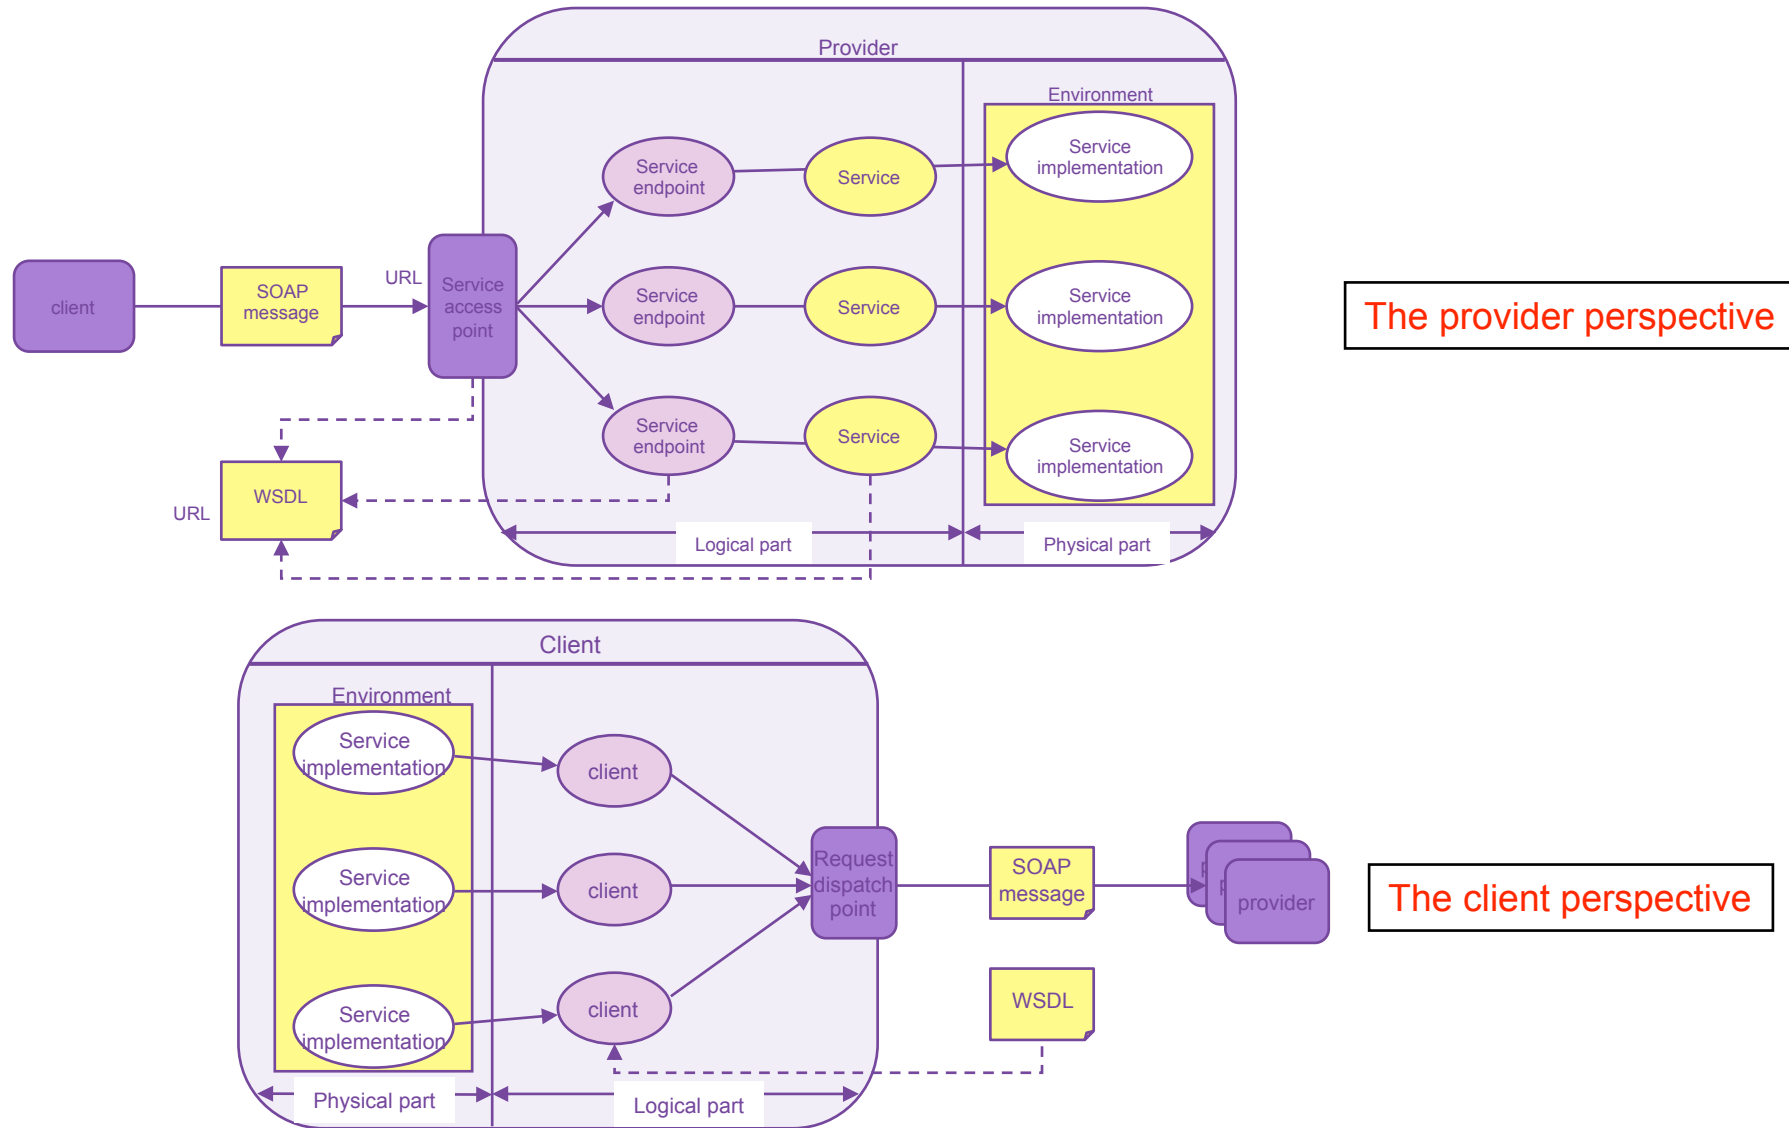 Provider
Environment
Service
implementation
Service
endpoint
Service
client
SOAP
message
URL
Service
access
point
Service
endpoint
Service
Service
implementation
The provider perspective
Service
endpoint
Service
Service
implementation
URL
WSDL
Logical part
Physical part
Client
Environment
Service
implementation
client
Service
implementation
client
Request
dispatch
point
SOAP
message
p
p
provider
The client perspective
Service
implementation
client
WSDL
Physical part
Logical part